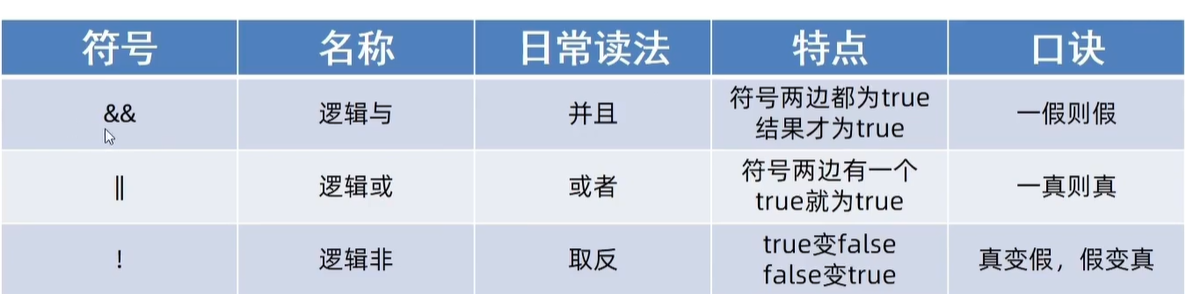 符号 名称 日常读法 特点 口诀
&& 逻辑与 并且 符号两边都为true 一假则假
结果才为true
|| 逻辑或 或者 符号两边有一个 一真则真
true就为true
! 逻辑非 取反 true变false 真变假，假变真
false变true